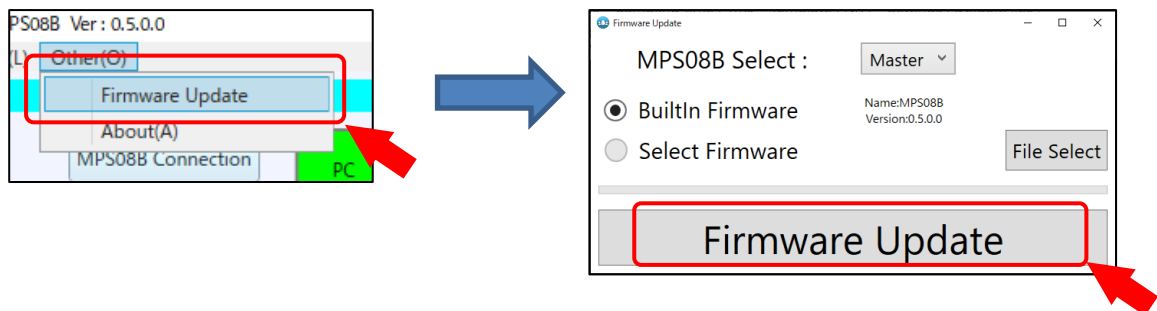 PS08B Ver : 0.5.0.0
(L) Other(O)
Firmware Update
About(A)
MPS08B Connection
PC
Firmware Update
MPS08B Select :
Master
BuiltIn Firmware
Name:MPS08B
Version:0.5.0.0
Select Firmware
File Select
Firmware Update